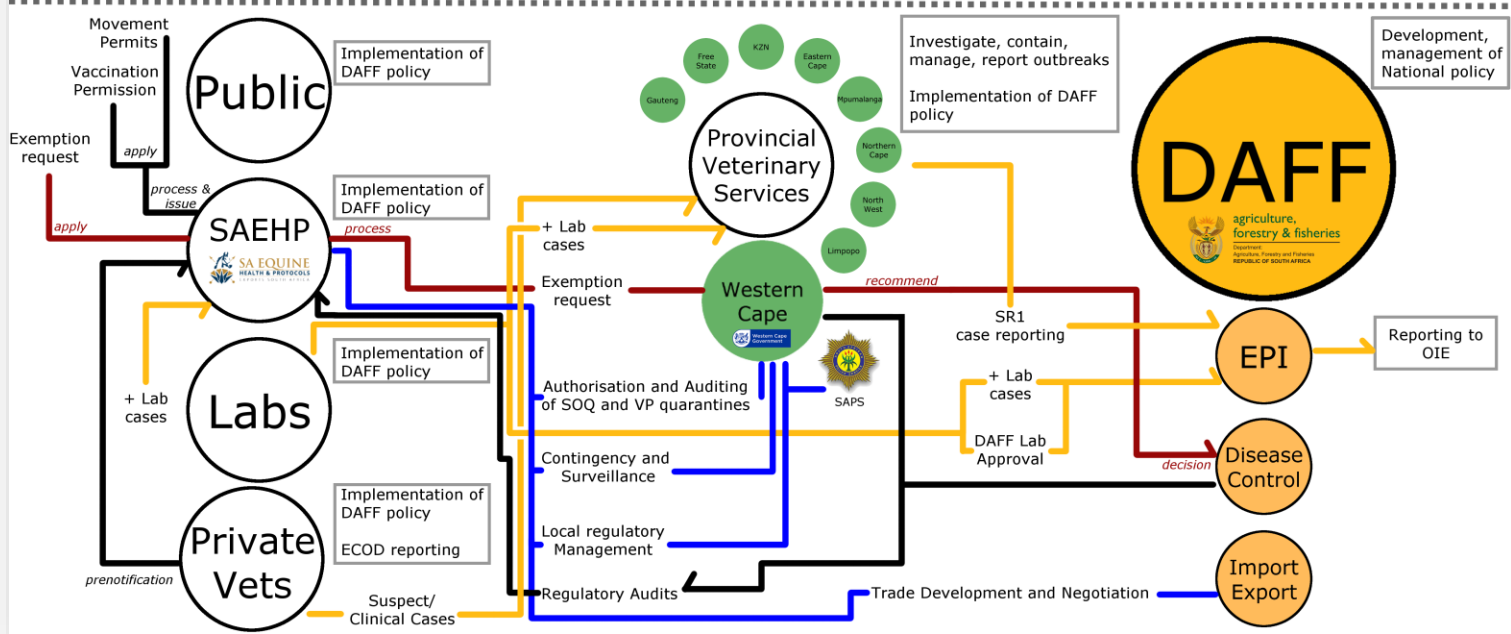 Movement
Permits
Vaccination
Permission
Exemption
request
apply
process &
issue
apply
Public
Implementation of
DAFF policy
SAEHP
SA EQUINE
HEALTH & PROTOCOLS
Implementation of
DAFF policy
process
Labs
Implementation of
DAFF policy
+ Lab
cases
Private
Vets
Implementation of
DAFF policy
ECOD reporting
prenotification
Suspect/
Clinical Cases
+ Lab
cases
Exemption
request
Authorisation and Auditing
of SOQ and VP quarantines
Contingency and
Surveillance
Local regulatory
Management
Regulatory Audits
Gauteng
Free
State
KZN
Eastern
Cape
Mpumalanga
Northern
Cape
North
West
Limpopo
Provincial
Veterinary
Services
Western
Cape
Western Cape
Government
SAPS
Investigate, contain,
manage, report outbreaks
Implementation of DAFF
policy
recommend
SR1
case reporting
+ Lab
cases
DAFF Lab
Approval
decision
Trade Development and Negotiation
Development,
management of
National policy
DAFF
agriculture,
forestry & fisheries
Department
Agriculture, Forestry and Fisheries
REPUBLIC OF SOUTH AFRICA
EPI
Reporting to
OIE
Disease
Control
Import
Export